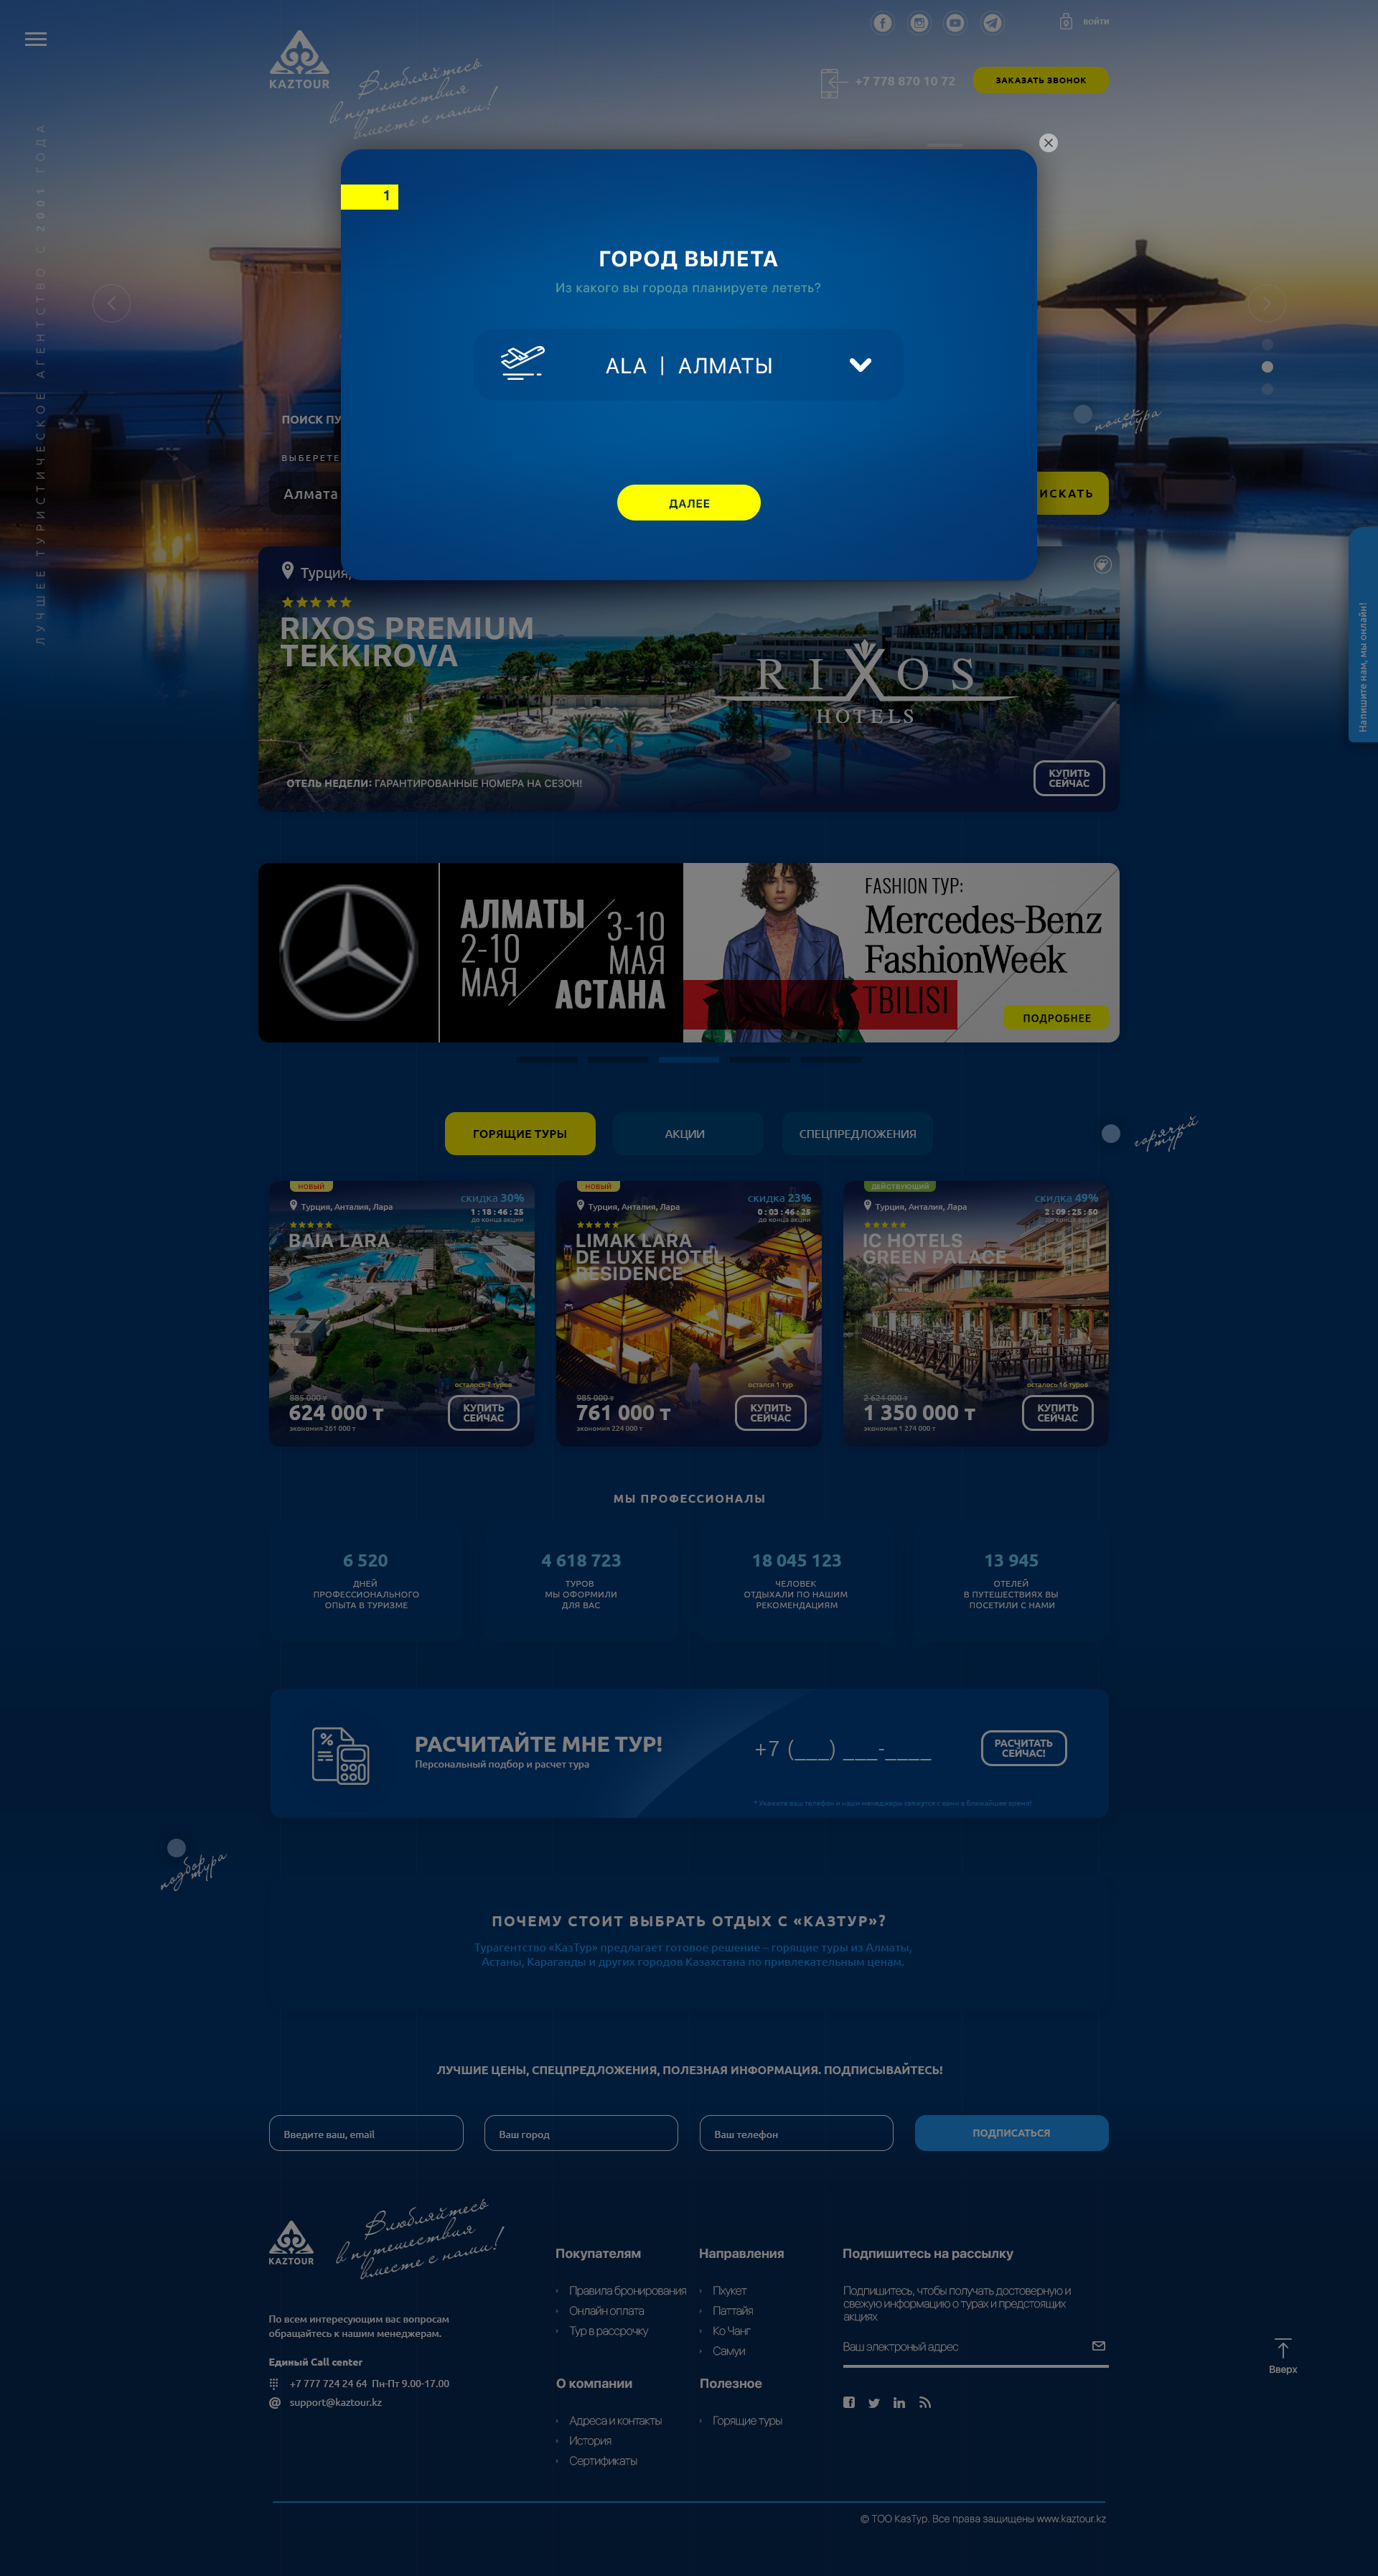 ВОЙТИ
KAZTOUR
Влюбляйтесь
в путешествия
вместе с нами!
+7 778 870 10 72
ЗАКАЗАТЬ ЗВОНОК
ЛУЧШЕЕ ТУРИСТИЧЕСКОЕ АГЕНТСТВО С 2001 ГОДА
1
ГОРОД ВЫЛЕТА
Из какого вы города планируете лететь?
ALA | АЛМАТЫ
ДАЛЕЕ
ПОИСК ПУ
ВЫБЕРЕТЕ
Алмата
ИСКАТЬ
поиск
тура
Напишите нам, мы онлайн!
Турция,
RIXOS PREMIUM
TEKKIROVA
RIXOS
HOTELS
ОТЕЛЬ НЕДЕЛИ: ГАРАНТИРОВАННЫЕ НОМЕРА НА СЕЗОН!
КУПИТЬ
СЕЙЧАС
АЛМАТЫ
2-10
МАЯ
3-10
МАЯ
АСТАНА
FASHION ТУР:
Mercedes-Benz
FashionWeek
TBILISI
ПОДРОБНЕЕ
ГОРЯЩИЕ ТУРЫ
АКЦИИ
СПЕЦПРЕДЛОЖЕНИЯ
горячий
тур
НОВЫЙ
скидка 30%
Турция, Анталия, Лара
1 : 18 : 46 : 25
до конца акции
BAIA LARA
осталось 7 туров
885 000 т
624 000 т
экономия 261 000 т
КУПИТЬ
СЕЙЧАС
НОВЫЙ
скидка 23%
Турция, Анталия, Лара
0 : 03 : 46 : 25
до конца акции
LIMAK LARA
DE LUXE HOTEL
RESIDENCE
остался 1 тур
985 000 т
761 000 т
экономия 224 000 т
КУПИТЬ
СЕЙЧАС
ДЕЙСТВУЮЩИЙ
скидка 49%
Турция, Анталия, Лара
2 : 09 : 25 : 50
до конца акции
IC HOTELS
GREEN PALACE
осталось 16 туров
2 624 000 т
1 350 000 т
экономия 1 274 000 т
КУПИТЬ
СЕЙЧАС
МЫ ПРОФЕССИОНАЛЫ
6 520
ДНЕЙ
ПРОФЕССИОНАЛЬНОГО
ОПЫТА В ТУРИЗМЕ
4 618 723
ТУРОВ
МЫ ОФОРМИЛИ
ДЛЯ ВАС
18 045 123
ЧЕЛОВЕК
ОТДЫХАЛИ ПО НАШИМ
РЕКОМЕНДАЦИЯМ
13 945
ОТЕЛЕЙ
В ПУТЕШЕСТВИЯХ ВЫ
ПОСЕТИЛИ С НАМИ
РАСЧИТАЙТЕ МНЕ ТУР!
Персональный подбор и расчет тура
+7 (___) ___-____
РАСЧИТАТЬ
СЕЙЧАС!
* Укажите ваш телефон и наши менеджеры свяжутся с вами в ближайшее время!
подбор
тура
ПОЧЕМУ СТОИТ ВЫБРАТЬ ОТДЫХ С «КАЗТУР»?
Турагентство «КазТур» предлагает готовое решение – горящие туры из Алматы,
Астаны, Караганды и других городов Казахстана по привлекательным ценам.
ЛУЧШИЕ ЦЕНЫ, СПЕЦПРЕДЛОЖЕНИЯ, ПОЛЕЗНАЯ ИНФОРМАЦИЯ. ПОДПИСЫВАЙТЕСЬ!
Введите ваш, email
Ваш город
Ваш телефон
ПОДПИСАТЬСЯ
KAZTOUR
Влюбляйтесь
в путешествия
вместе с нами!
По всем интересующим вас вопросам
обращайтесь к нашим менеджерам.
Единый Call center
+7 777 724 24 64 Пн-Пт 9.00-17.00
support@kaztour.kz
Покупателям
Правила бронирования
Онлайн оплата
Тур в рассрочку
Направления
Пхукет
Паттайя
Ко Чанг
Самуи
О компании
Адреса и контакты
История
Сертификаты
Полезное
Горящие туры
Подпишитесь на рассылку
Подпишитесь, чтобы получать достоверную и
свежую информацию о турах и предстоящих
акциях
Ваш электроный адрес
Вверх
© ТОО КазТур. Все права защищены www.kaztour.kz